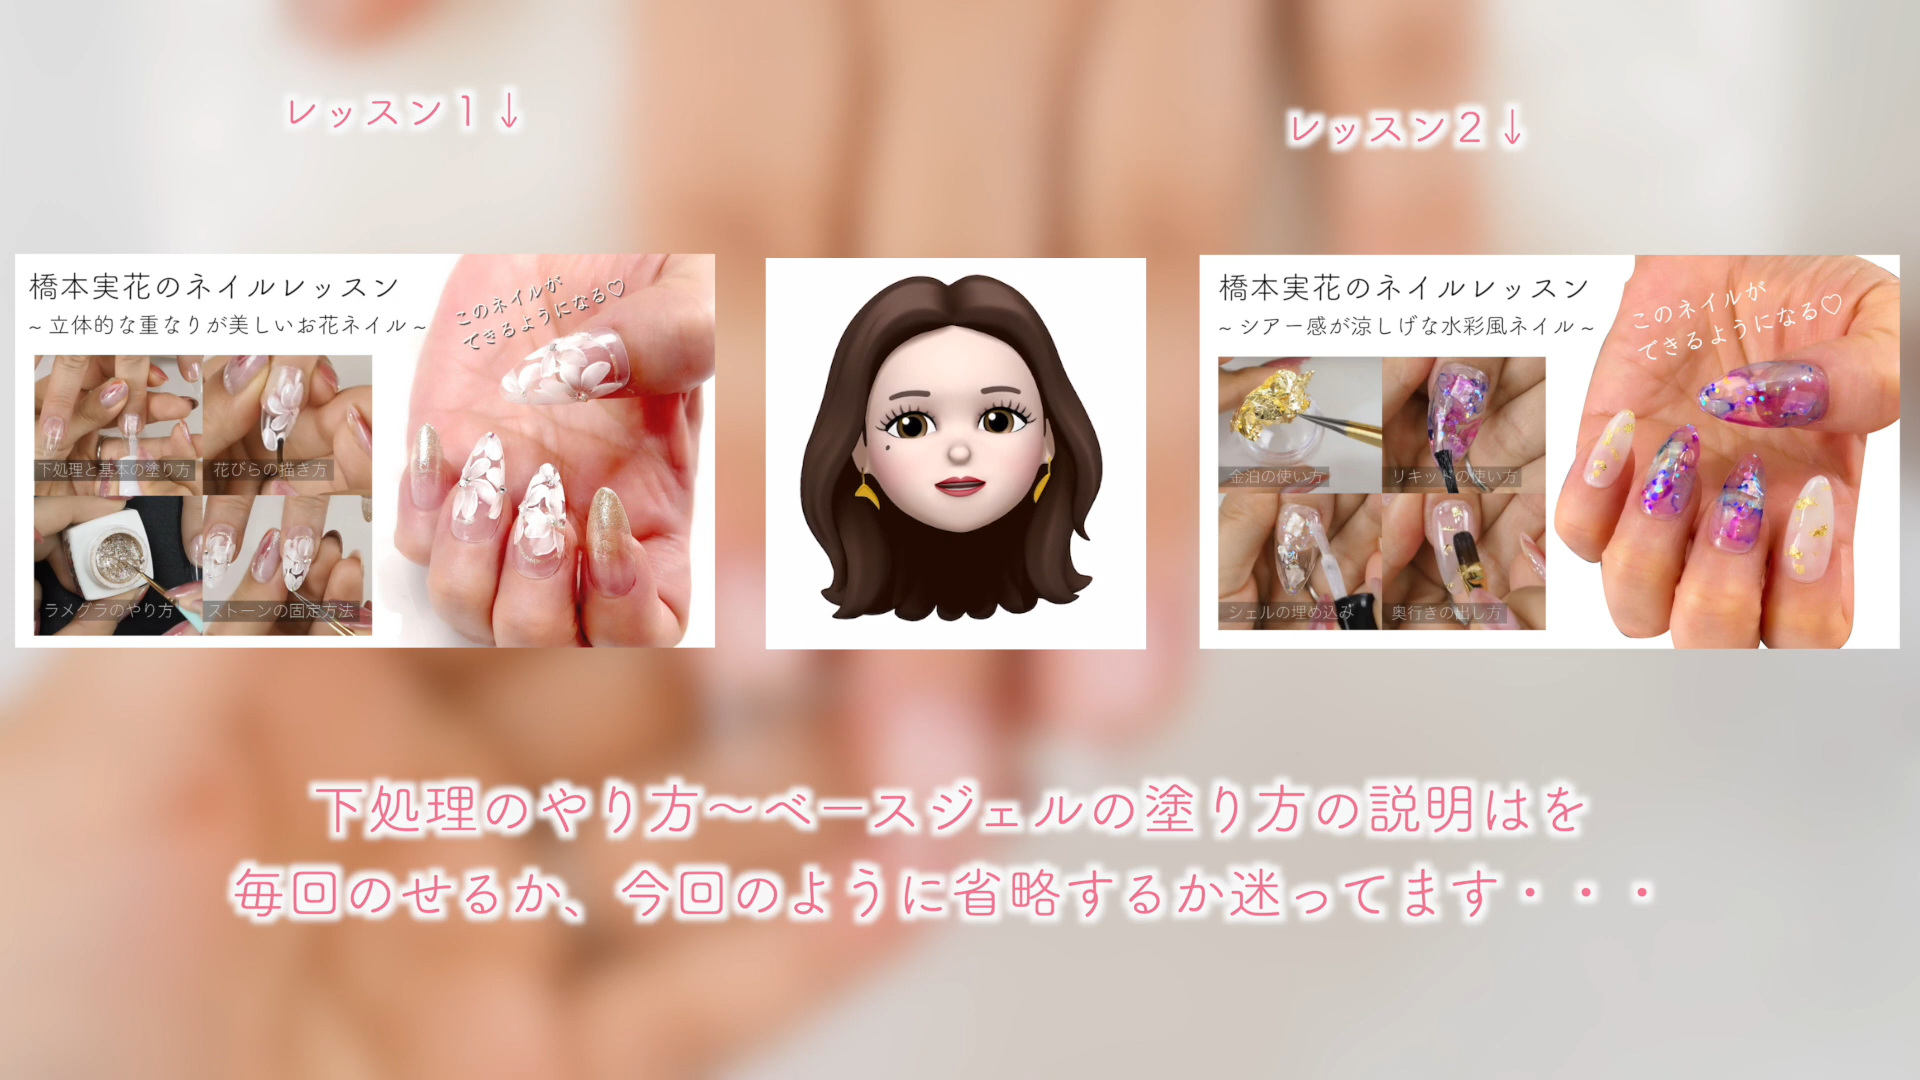 レッスン1↓
レッスン2↓
橋本実花のネイルレッスン
~ 立体的な重なりが美しいお花ネイル ~
このネイルが
できるようになる♡
下処理と基本の塗り方
花びらの描き方
ラメグラのやり方
ストーンの固定方法
橋本実花のネイルレッスン
~ シアー感が涼しげな水彩風ネイル ~
このネイルが
できるようになる♡
金泊の使い方
リキッドの使い方
シェルの埋め込み
奥行きの出し方
下処理のやり方〜ベースジェルの塗り方の説明はを
毎回のせるか、今回のように省略するか迷ってます・・・